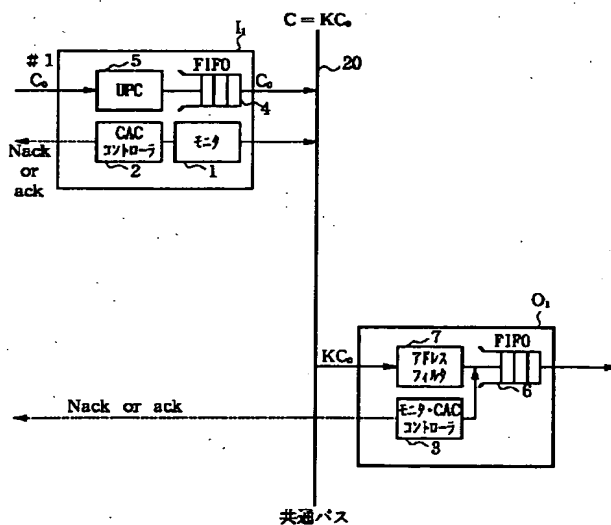 I₁
C = KC₀
# 1
5
FIFO
20
C₀
UPC
C₀
4
CAC
コントローラ
モニタ
Nack
or
ack
2
1
O₁
7
FIFO
KC₀
アドレス
フィルタ
6
Nack or ack
モニタ・CAC
コントローラ
3
共通バス